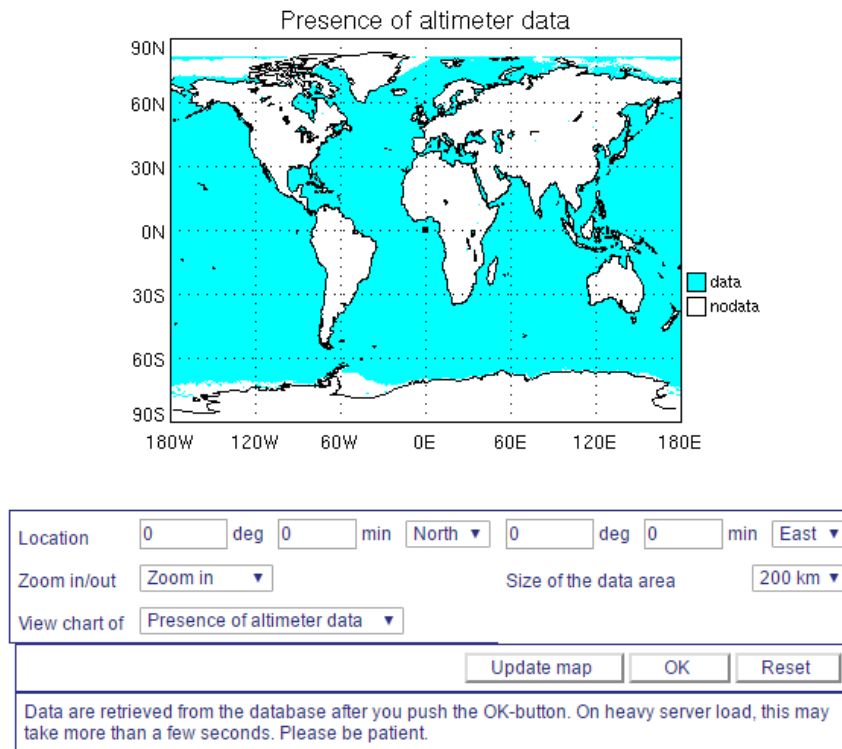 Presence of altimeter data
90N
60N
30N
0N
30S
60S
90S
180W 120W 60W 0E 60E 120E 180E
data
nodata
Location 0 deg 0 min North 0 deg 0 min East
Zoom in/out Zoom in Size of the data area 200 km
View chart of Presence of altimeter data
Update map OK Reset
Data are retrieved from the database after you push the OK-button. On heavy server load, this may
take more than a few seconds. Please be patient.